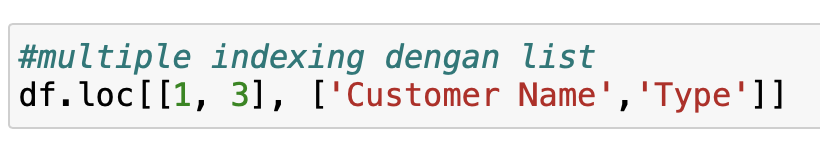 #multiple indexing dengan list
df.loc[[1, 3], ['Customer Name','Type']]